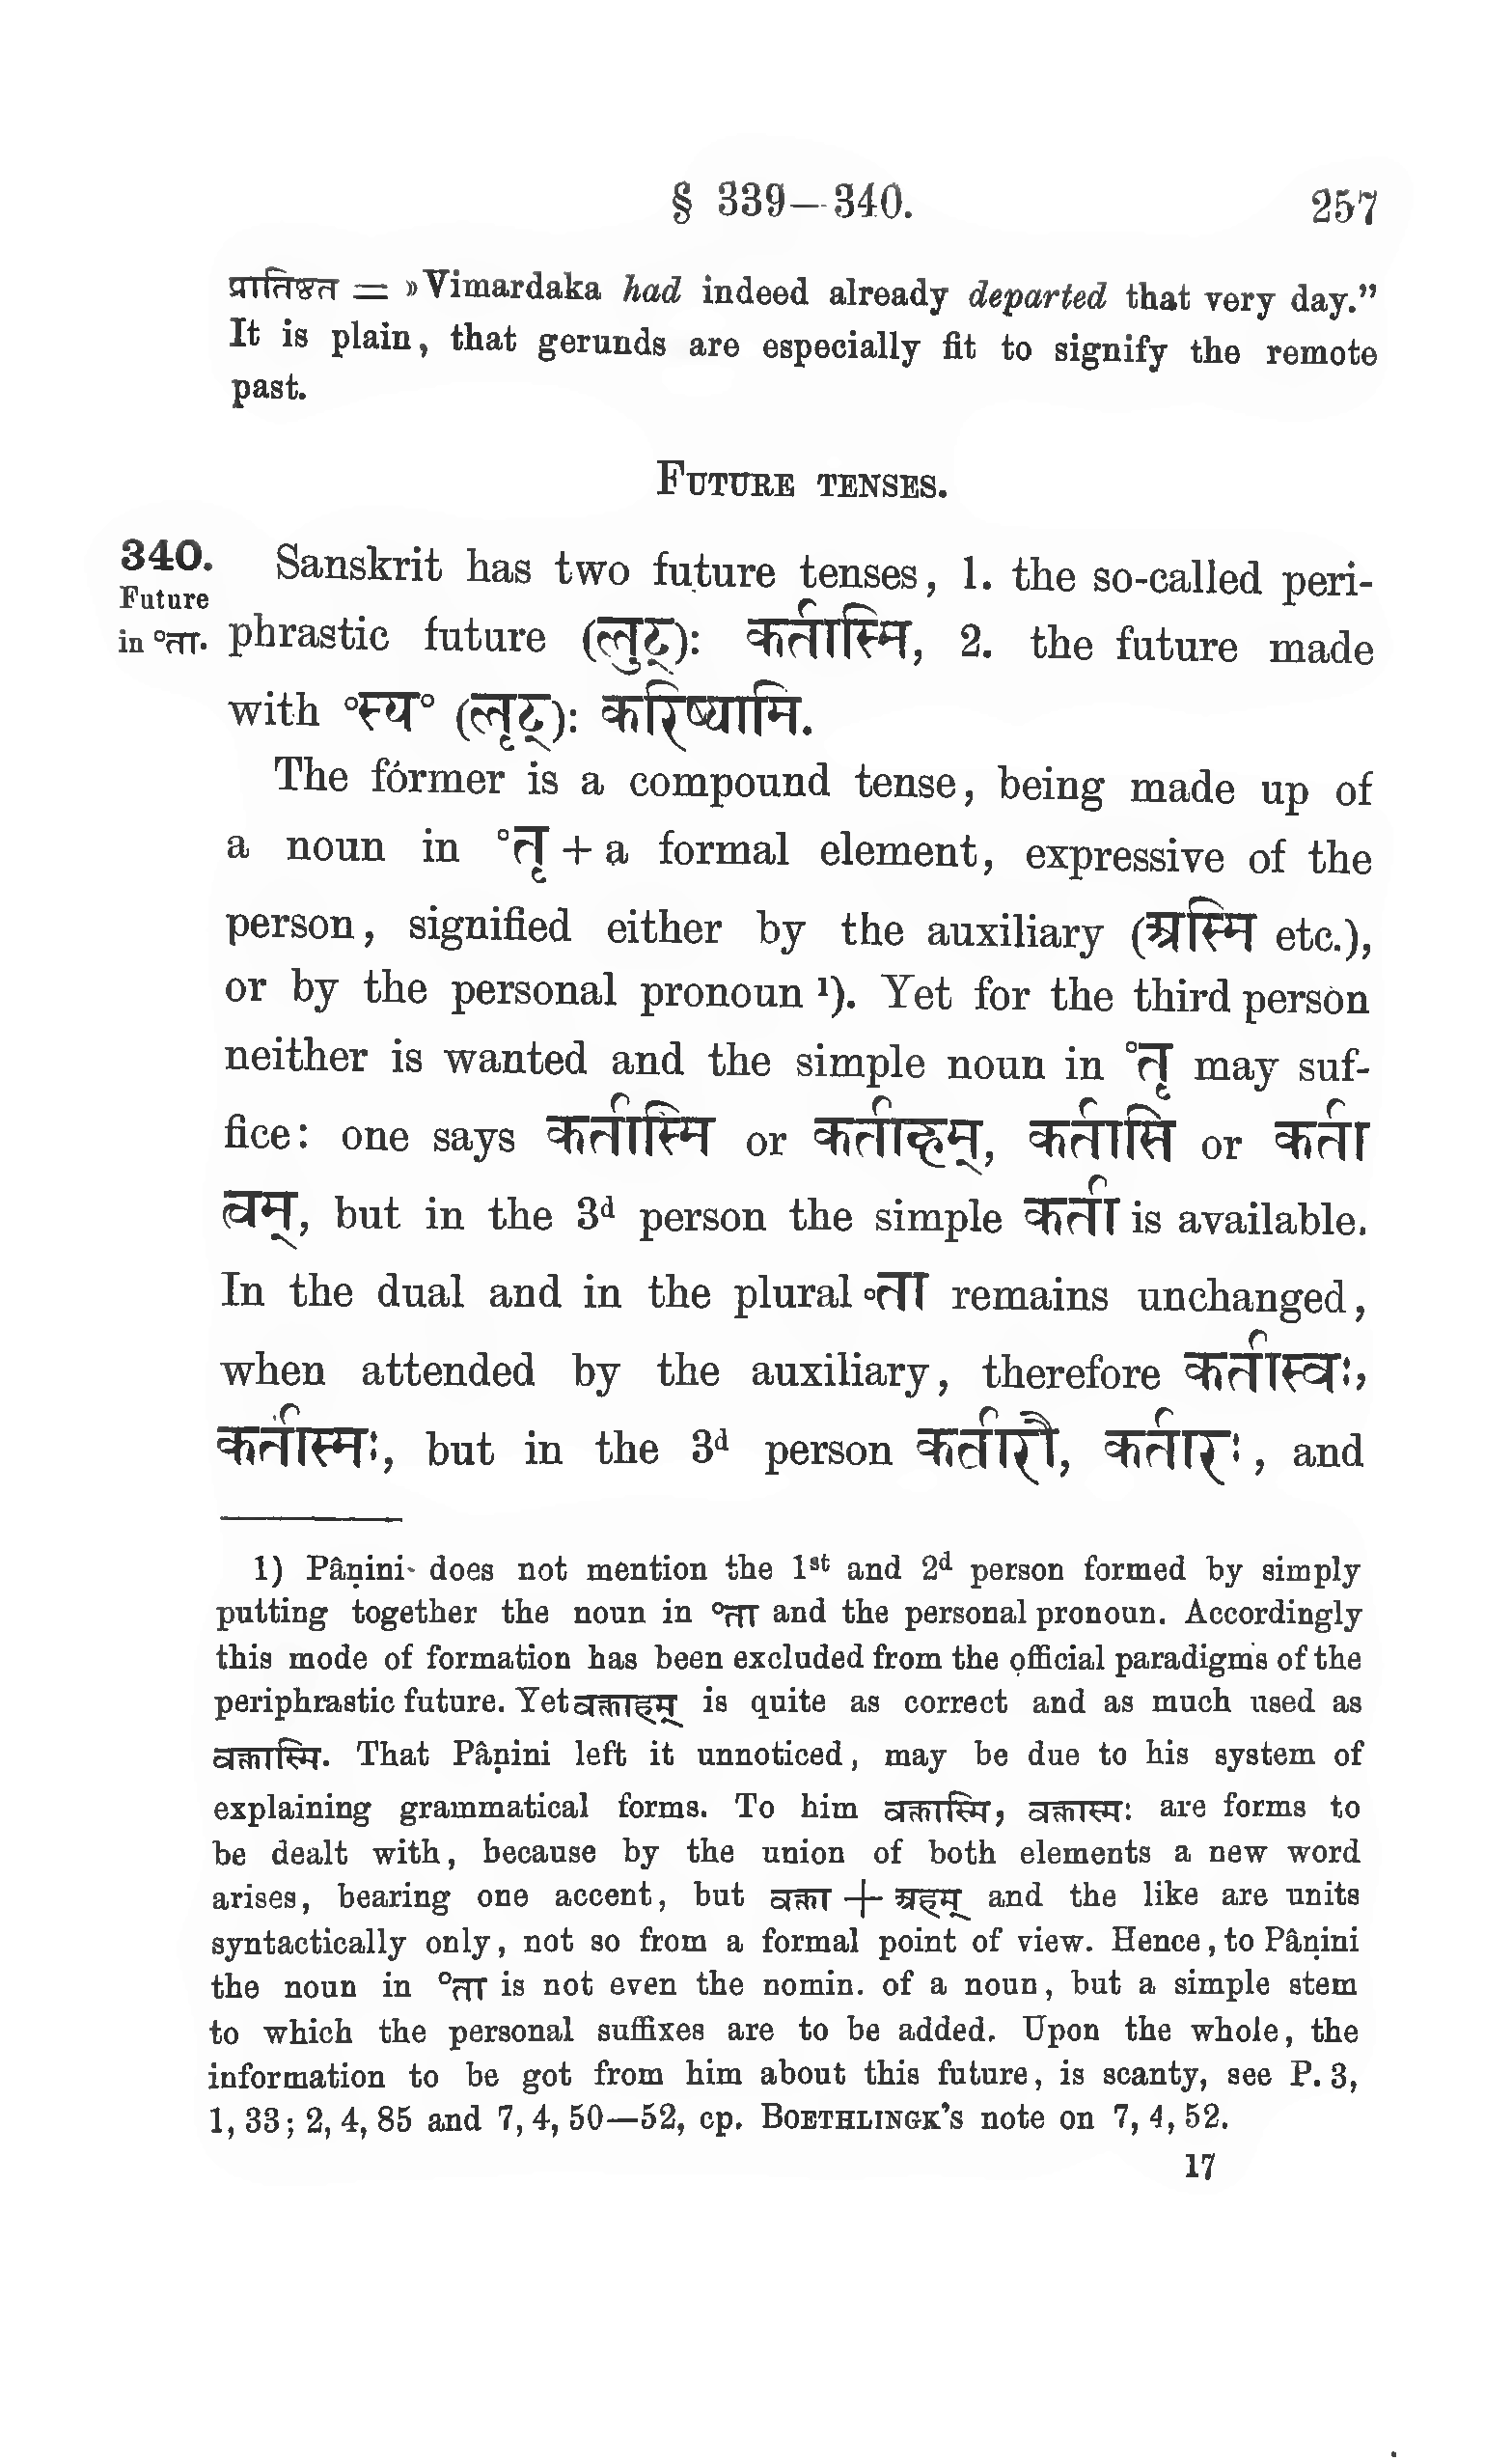 § 339–340. 257
प्रातिष्ठत = »Vimardaka had indeed already departed that very day.”
It is plain, that gerunds are especially fit to signify the remote
past.
FUTURE TENSES.
340. Sanskrit has two future tenses, 1. the so-called peri-
Future
in °ता. phrastic future (लुट्): कर्तास्मि, 2. the future made
with °स्य° (लृट्): करिष्यामि.
The former is a compound tense, being made up of
a noun in °तृ + a formal element, expressive of the
person, signified either by the auxiliary (अस्मि etc.),
or by the personal pronoun ¹). Yet for the third person
neither is wanted and the simple noun in °तृ may suf-
fice: one says कर्तास्मि or कर्ताहम्, कर्तासि or कर्ता
त्वम्, but in the 3ᵈ person the simple कर्ता is available.
In the dual and in the plural °ता remains unchanged,
when attended by the auxiliary, therefore कर्तास्वः,
कर्तास्मः, but in the 3ᵈ person कर्तारौ, कर्तारः, and
1) Pâṇini does not mention the 1ˢᵗ and 2ᵈ person formed by simply
putting together the noun in °ता and the personal pronoun. Accordingly
this mode of formation has been excluded from the official paradigms of the
periphrastic future. Yet वक्ताहम् is quite as correct and as much used as
वक्तास्मि. That Pâṇini left it unnoticed, may be due to his system of
explaining grammatical forms. To him वक्तास्मि, वक्तास्मः are forms to
be dealt with, because by the union of both elements a new word
arises, bearing one accent, but वक्ता + अहम् and the like are units
syntactically only, not so from a formal point of view. Hence, to Pâṇini
the noun in °ता is not even the nomin. of a noun, but a simple stem
to which the personal suffixes are to be added. Upon the whole, the
information to be got from him about this future, is scanty, see P. 3,
1, 33; 2, 4, 85 and 7, 4, 50—52, cp. BOETHLINGK’S note on 7, 4, 52.
17